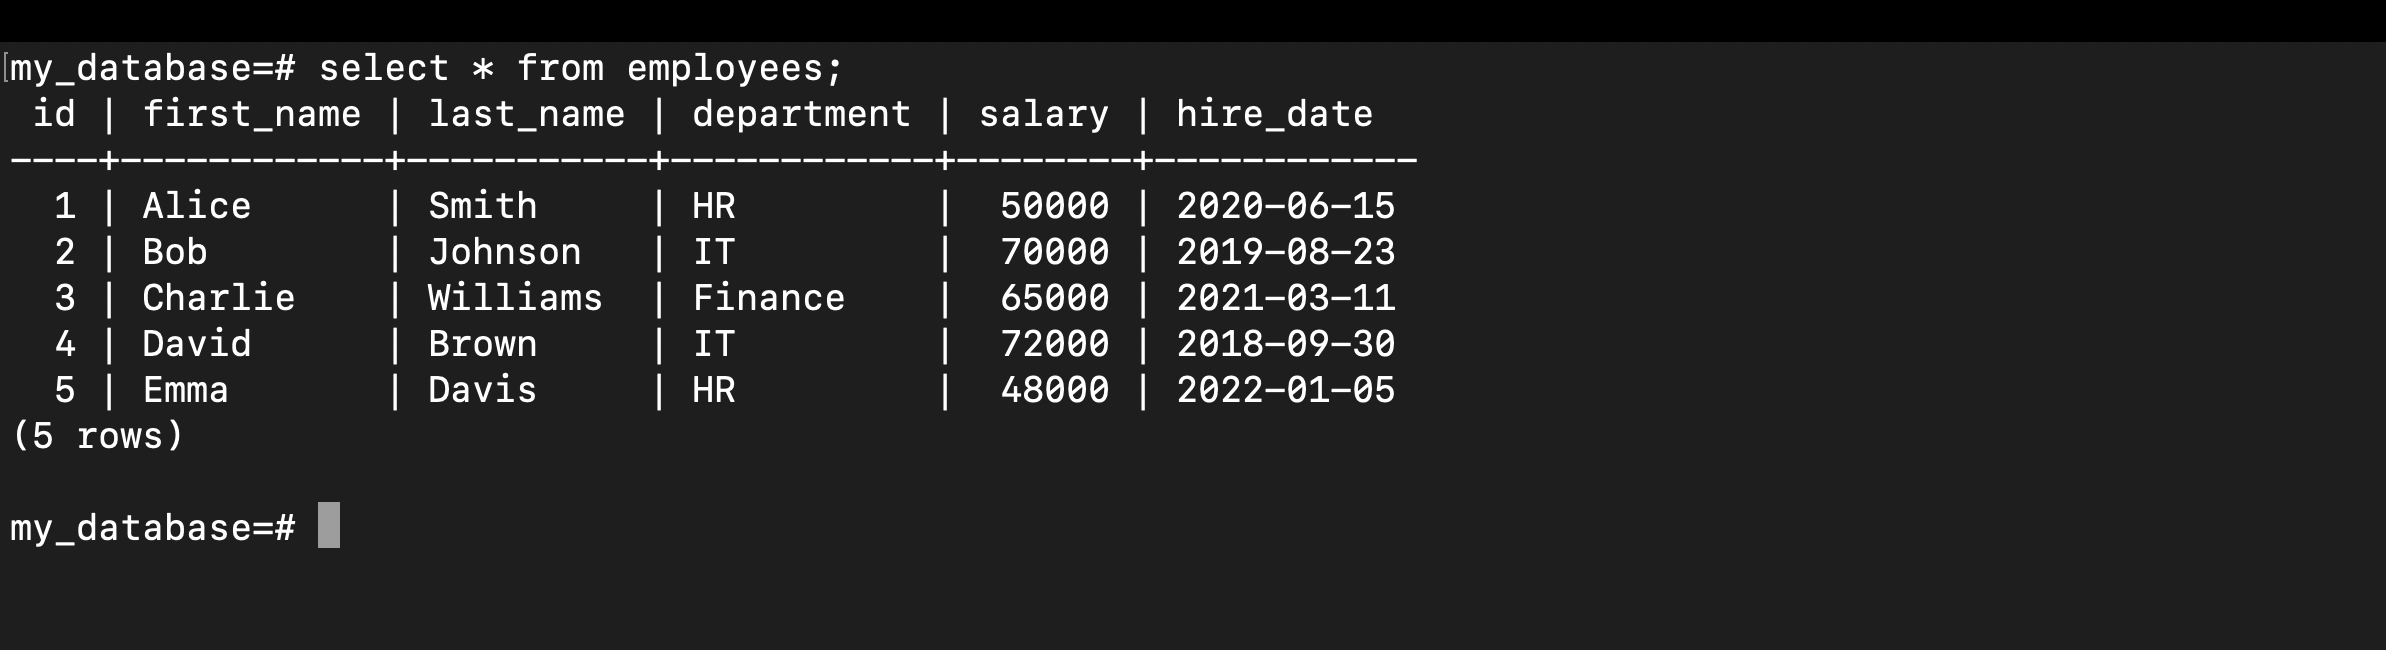 my_database=# select * from employees;
 id | first_name | last_name | department | salary | hire_date
----+------------+-----------+------------+--------+------------
  1 | Alice      | Smith     | HR         |  50000 | 2020-06-15
  2 | Bob        | Johnson   | IT         |  70000 | 2019-08-23
  3 | Charlie    | Williams  | Finance    |  65000 | 2021-03-11
  4 | David      | Brown     | IT         |  72000 | 2018-09-30
  5 | Emma       | Davis     | HR         |  48000 | 2022-01-05
(5 rows)
my_database=#